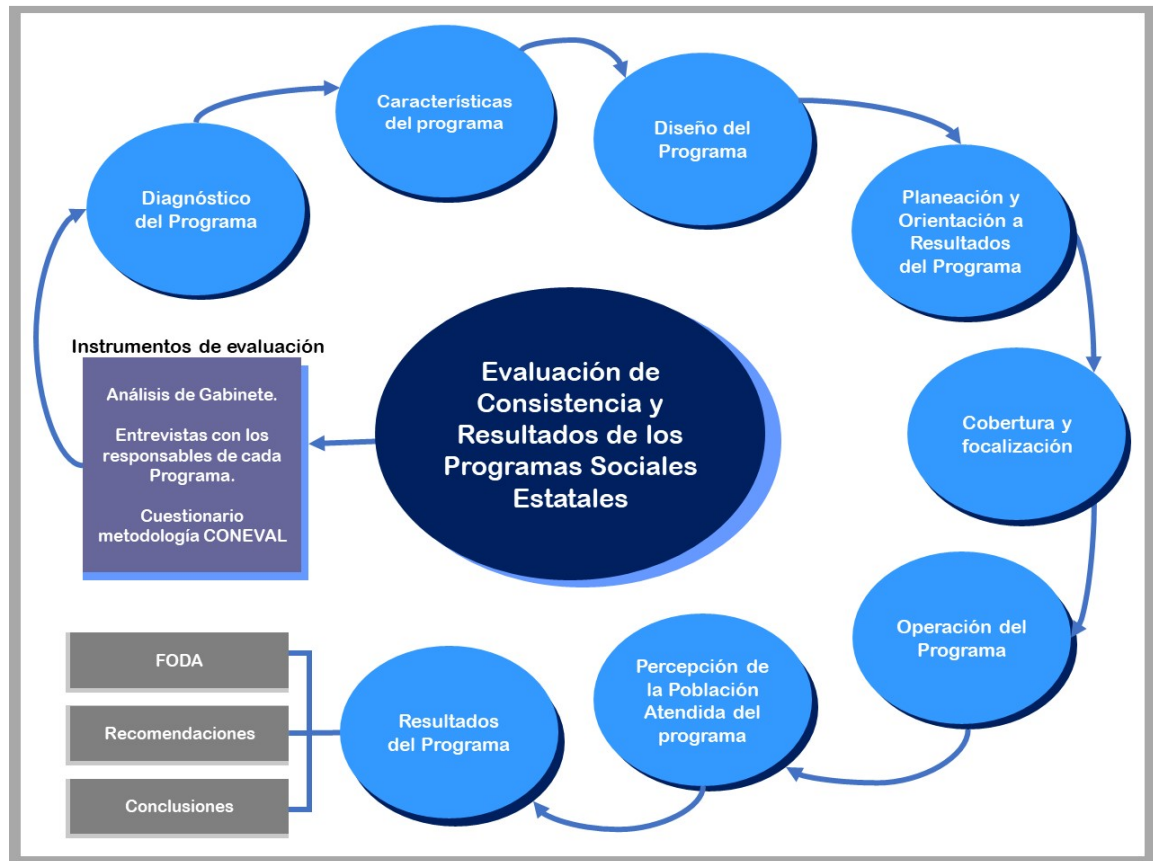 Evaluación de
Consistencia y
Resultados de los
Programas Sociales
Estatales
Instrumentos de evaluación
Análisis de Gabinete.
Entrevistas con los
responsables de cada
Programa.
Cuestionario
metodología CONEVAL
Diagnóstico
del Programa
Característícas
del programa
Diseño del
Programa
Planeación y
Orientación a
Resultados
del Programa
Cobertura y
focalización
Operación del
Programa
Percepción de
la Población
Atendida del
programa
Resultados
del Programa
FODA
Recomendaciones
Conclusiones